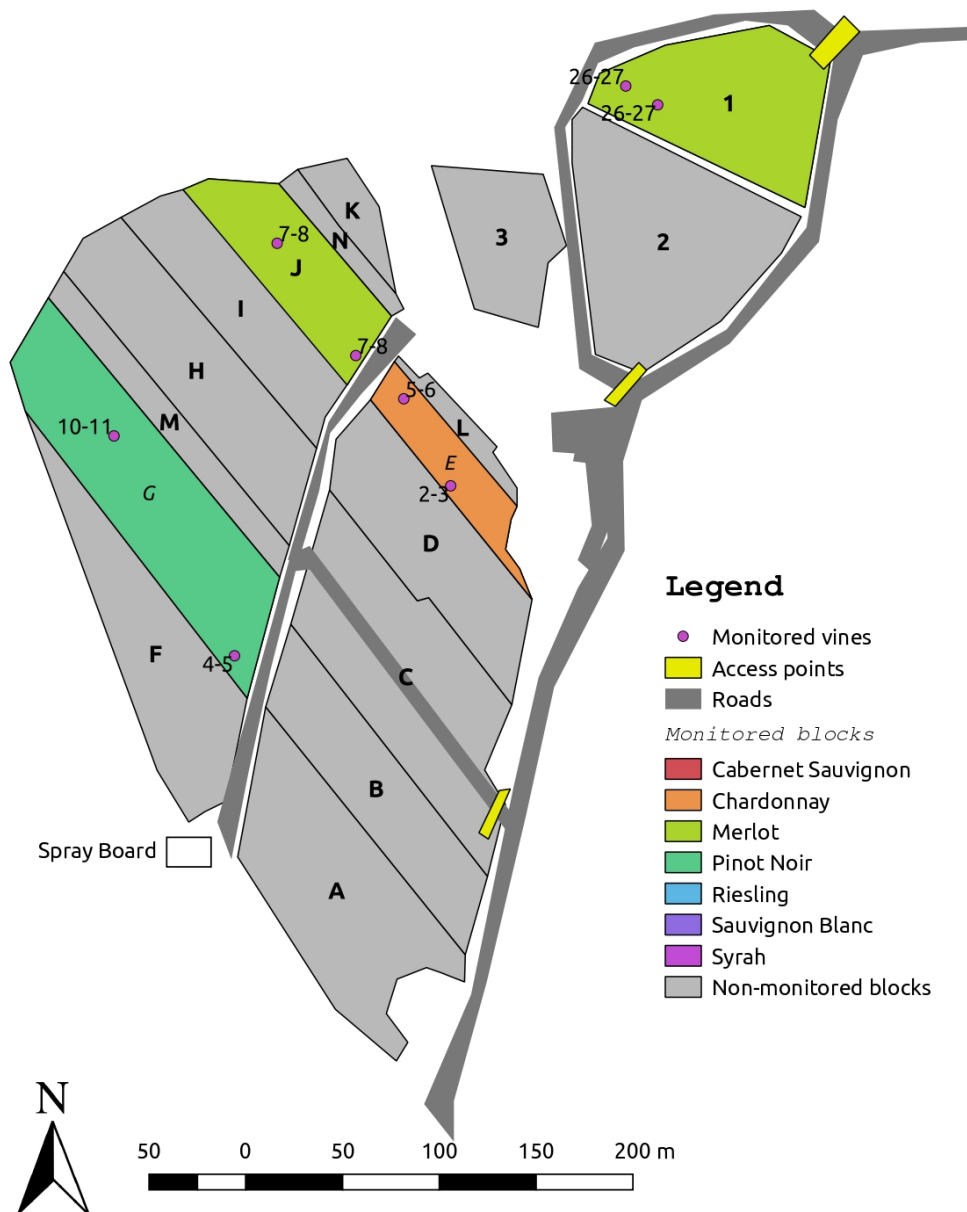 26-27
1
26-27
K
7-8
N
3
2
J
I
7-8
H
5-6
M
L
10-11
E
G
2-3
D
F
4-5
C
B
A
Spray Board
Legend
Monitored vines
Access points
Roads
Monitored blocks
Cabernet Sauvignon
Chardonnay
Merlot
Pinot Noir
Riesling
Sauvignon Blanc
Syrah
Non-monitored blocks
N
50 0 50 100 150 200 m